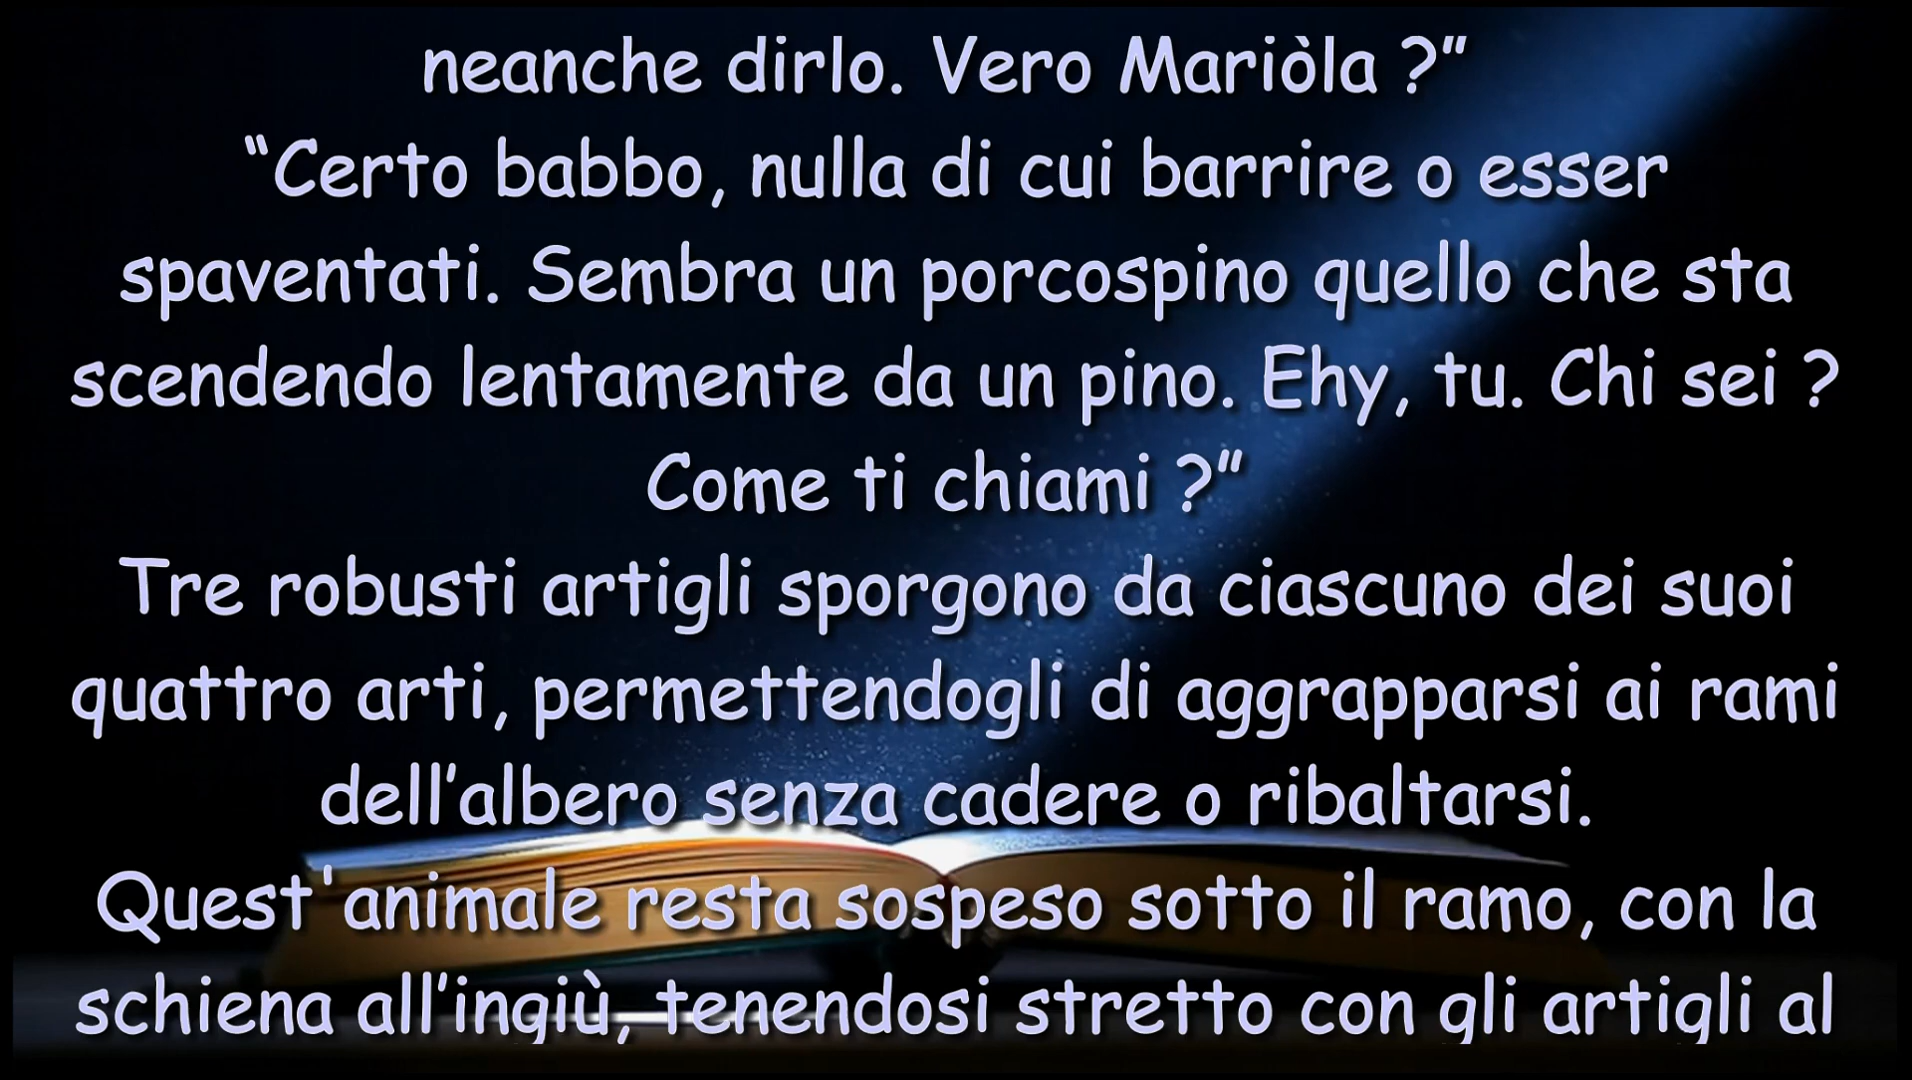 neanche dirlo. Vero Mariòla ?”
“Certo babbo, nulla di cui barrire o esser
spaventati. Sembra un porcospino quello che sta
scendendo lentamente da un pino. Ehy, tu. Chi sei ?
Come ti chiami ?”
Tre robusti artigli sporgono da ciascuno dei suoi
quattro arti, permettendogli di aggrapparsi ai rami
dell’albero senza cadere o ribaltarsi.
Quest'animale resta sospeso sotto il ramo, con la
schiena all’ingiù, tenendosi stretto con gli artigli al